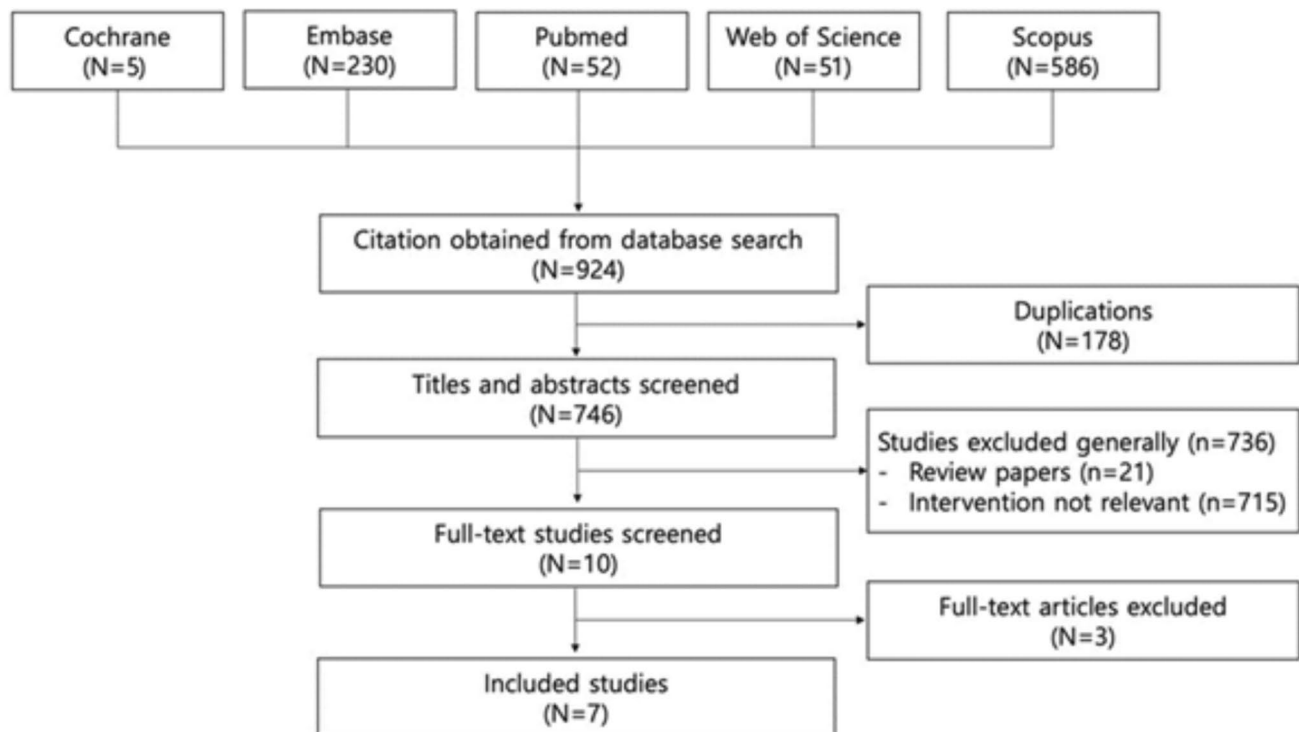 Cochrane
(N=5)
Embase
(N=230)
Pubmed
(N=52)
Web of Science
(N=51)
Scopus
(N=586)
Citation obtained from database search
(N=924)
Duplications
(N=178)
Titles and abstracts screened
(N=746)
Studies excluded generally (n=736)
- Review papers (n=21)
- Intervention not relevant (n=715)
Full-text studies screened
(N=10)
Full-text articles excluded
(N=3)
Included studies
(N=7)